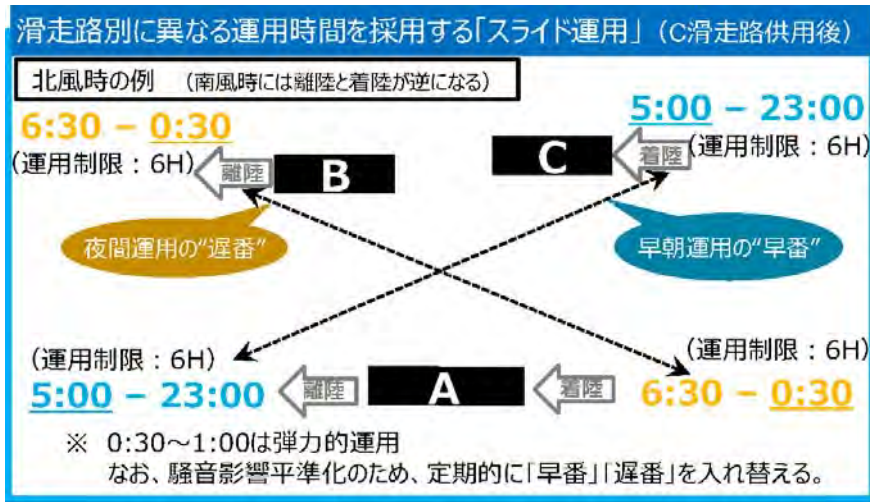 滑走路別に異なる運用時間を採用する「スライド運用」（C滑走路供用後）
北風時の例　（南風時には離陸と着陸が逆になる）
6:30 – 0:30
（運用制限：6H）
離陸
B
C
着陸
5:00 – 23:00
（運用制限：6H）
夜間運用の“遅番”
早朝運用の“早番”
（運用制限：6H）
5:00 – 23:00
離陸
A
着陸
（運用制限：6H）
6:30 – 0:30
※　0:30～1:00は弾力的運用
なお、騒音影響平準化のため、定期的に「早番」「遅番」を入れ替える。